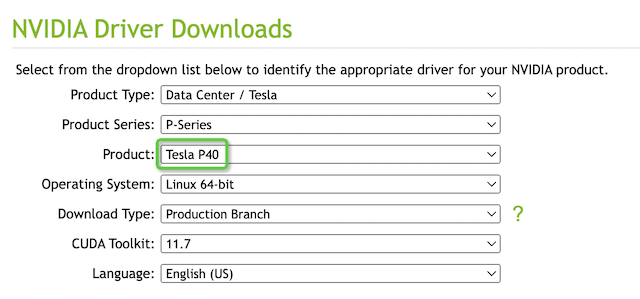 NVIDIA Driver Downloads
Select from the dropdown list below to identify the appropriate driver for your NVIDIA product.
Product Type: Data Center / Tesla
Product Series: P-Series
Product: Tesla P40
Operating System: Linux 64-bit
Download Type: Production Branch ?
CUDA Toolkit: 11.7
Language: English (US)